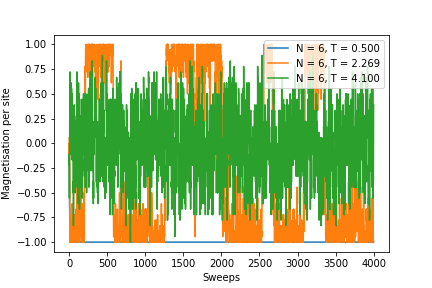 1.00
0.75
0.50
0.25
0.00
−0.25
−0.50
−0.75
−1.00
Magnetisation per site
N = 6, T = 0.500
N = 6, T = 2.269
N = 6, T = 4.100
0 500 1000 1500 2000 2500 3000 3500 4000
Sweeps